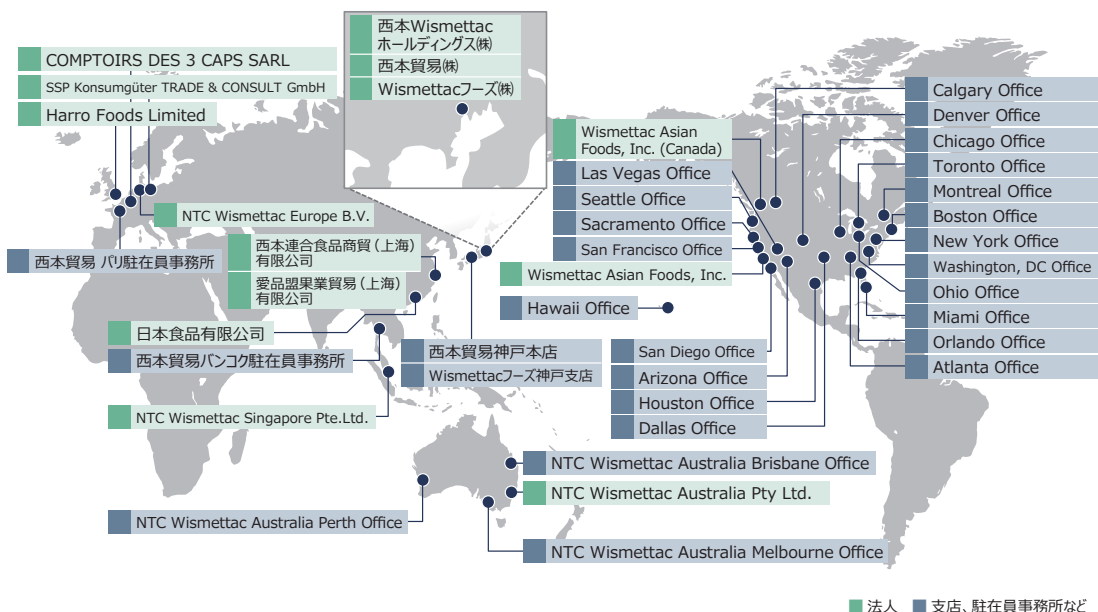 西本Wismettac
ホールディングス㈱
西本貿易㈱
Wismettacフーズ㈱
COMPTOIRS DES 3 CAPS SARL
SSP Konsumgüter TRADE & CONSULT GmbH
Harro Foods Limited
NTC Wismettac Europe B.V.
西本貿易 パリ駐在員事務所
西本連合食品商貿（上海）
有限公司
愛品盟果業貿易（上海）
有限公司
日本食品有限公司
西本貿易バンコク駐在員事務所
NTC Wismettac Singapore Pte.Ltd.
西本貿易神戸本店
Wismettacフーズ神戸支店
Wismettac Asian
Foods, Inc. (Canada)
Las Vegas Office
Seattle Office
Sacramento Office
San Francisco Office
Wismettac Asian Foods, Inc.
Hawaii Office
San Diego Office
Arizona Office
Houston Office
Dallas Office
Calgary Office
Denver Office
Chicago Office
Toronto Office
Montreal Office
Boston Office
New York Office
Washington, DC Office
Ohio Office
Miami Office
Orlando Office
Atlanta Office
NTC Wismettac Australia Brisbane Office
NTC Wismettac Australia Pty Ltd.
NTC Wismettac Australia Perth Office
NTC Wismettac Australia Melbourne Office
法人 支店、駐在員事務所など